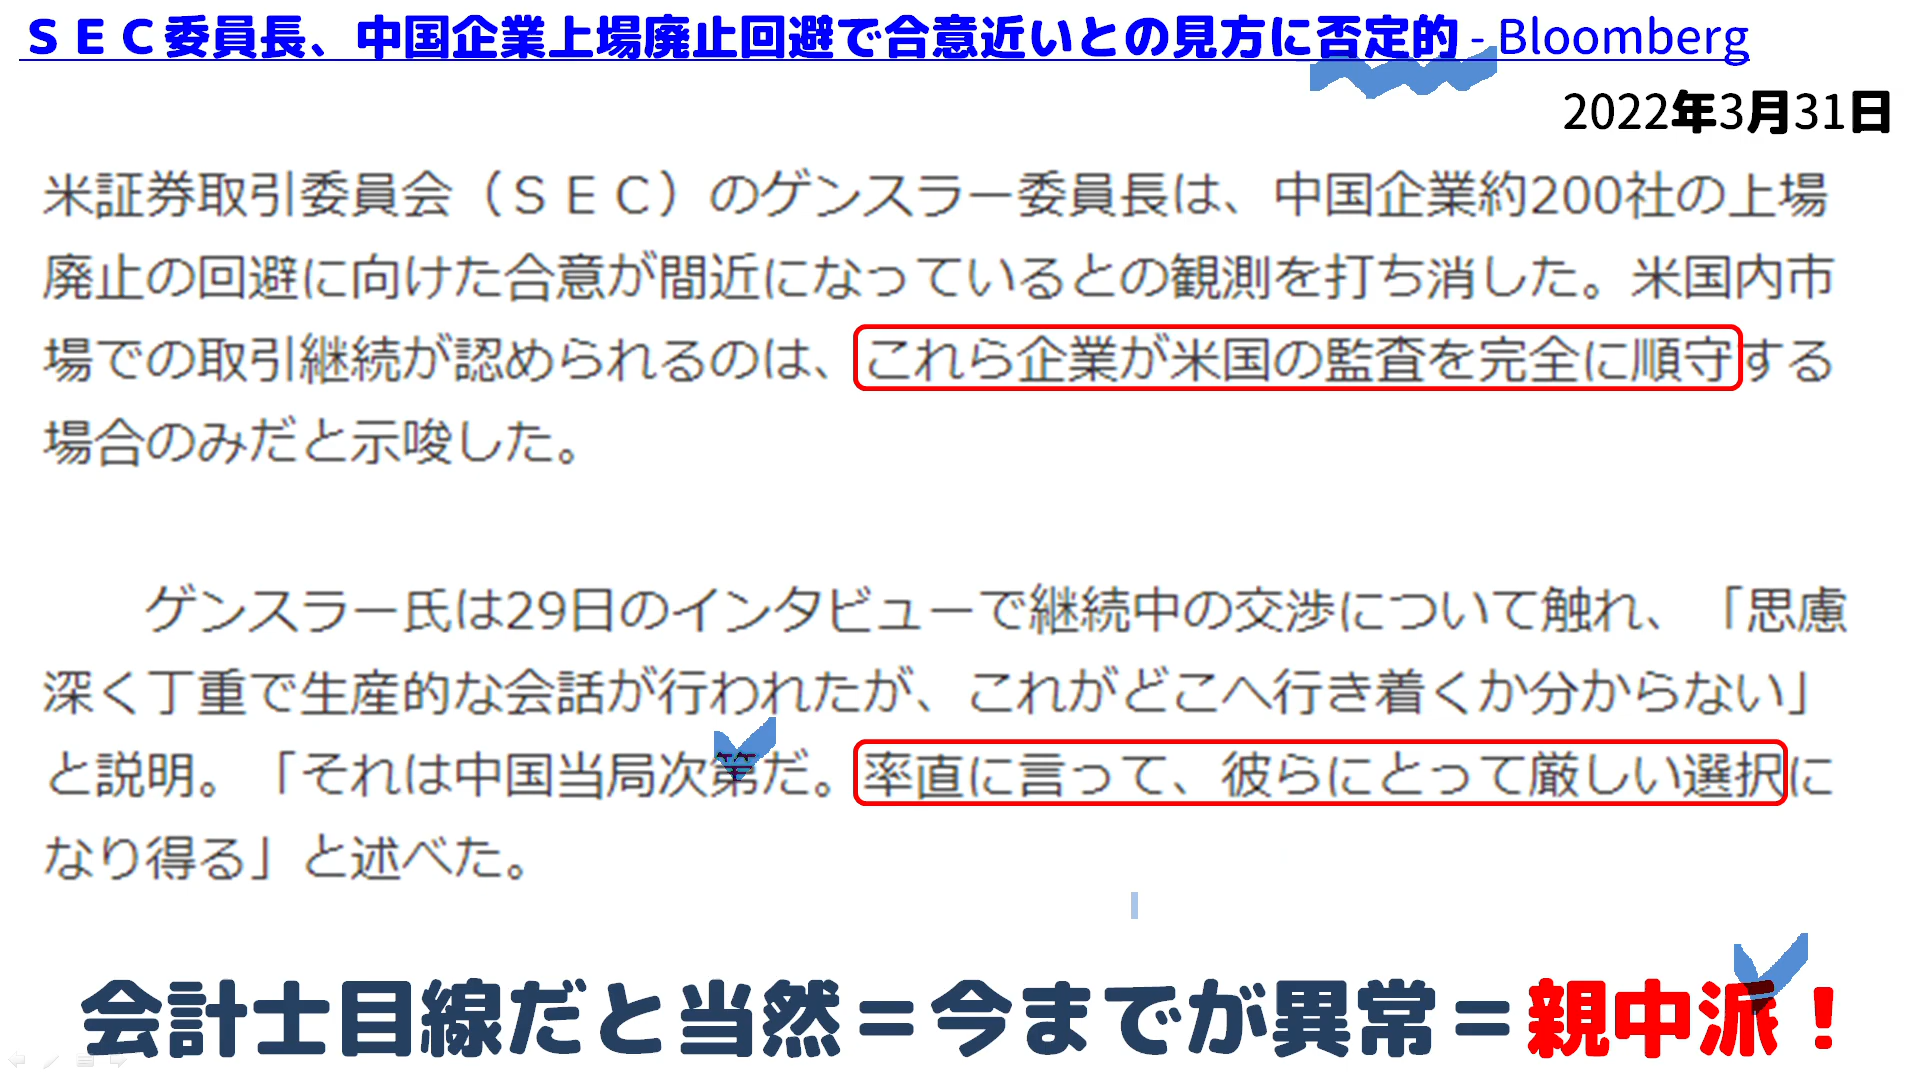 ＳＥＣ委員長、中国企業上場廃止回避で合意近いとの見方に否定的 - Bloomberg
2022年3月31日
米証券取引委員会（ＳＥＣ）のゲンスラー委員長は、中国企業約200社の上場
廃止の回避に向けた合意が間近になっているとの観測を打ち消した。米国内市
場での取引継続が認められるのは、これら企業が米国の監査を完全に順守する
場合のみだと示唆した。
ゲンスラー氏は29日のインタビューで継続中の交渉について触れ、「思慮
深く丁重で生産的な会話が行われたが、これがどこへ行き着くか分からない」
と説明。「それは中国当局次第だ。率直に言って、彼らにとって厳しい選択に
なり得る」と述べた。
会計士目線だと当然＝今までが異常＝親中派！